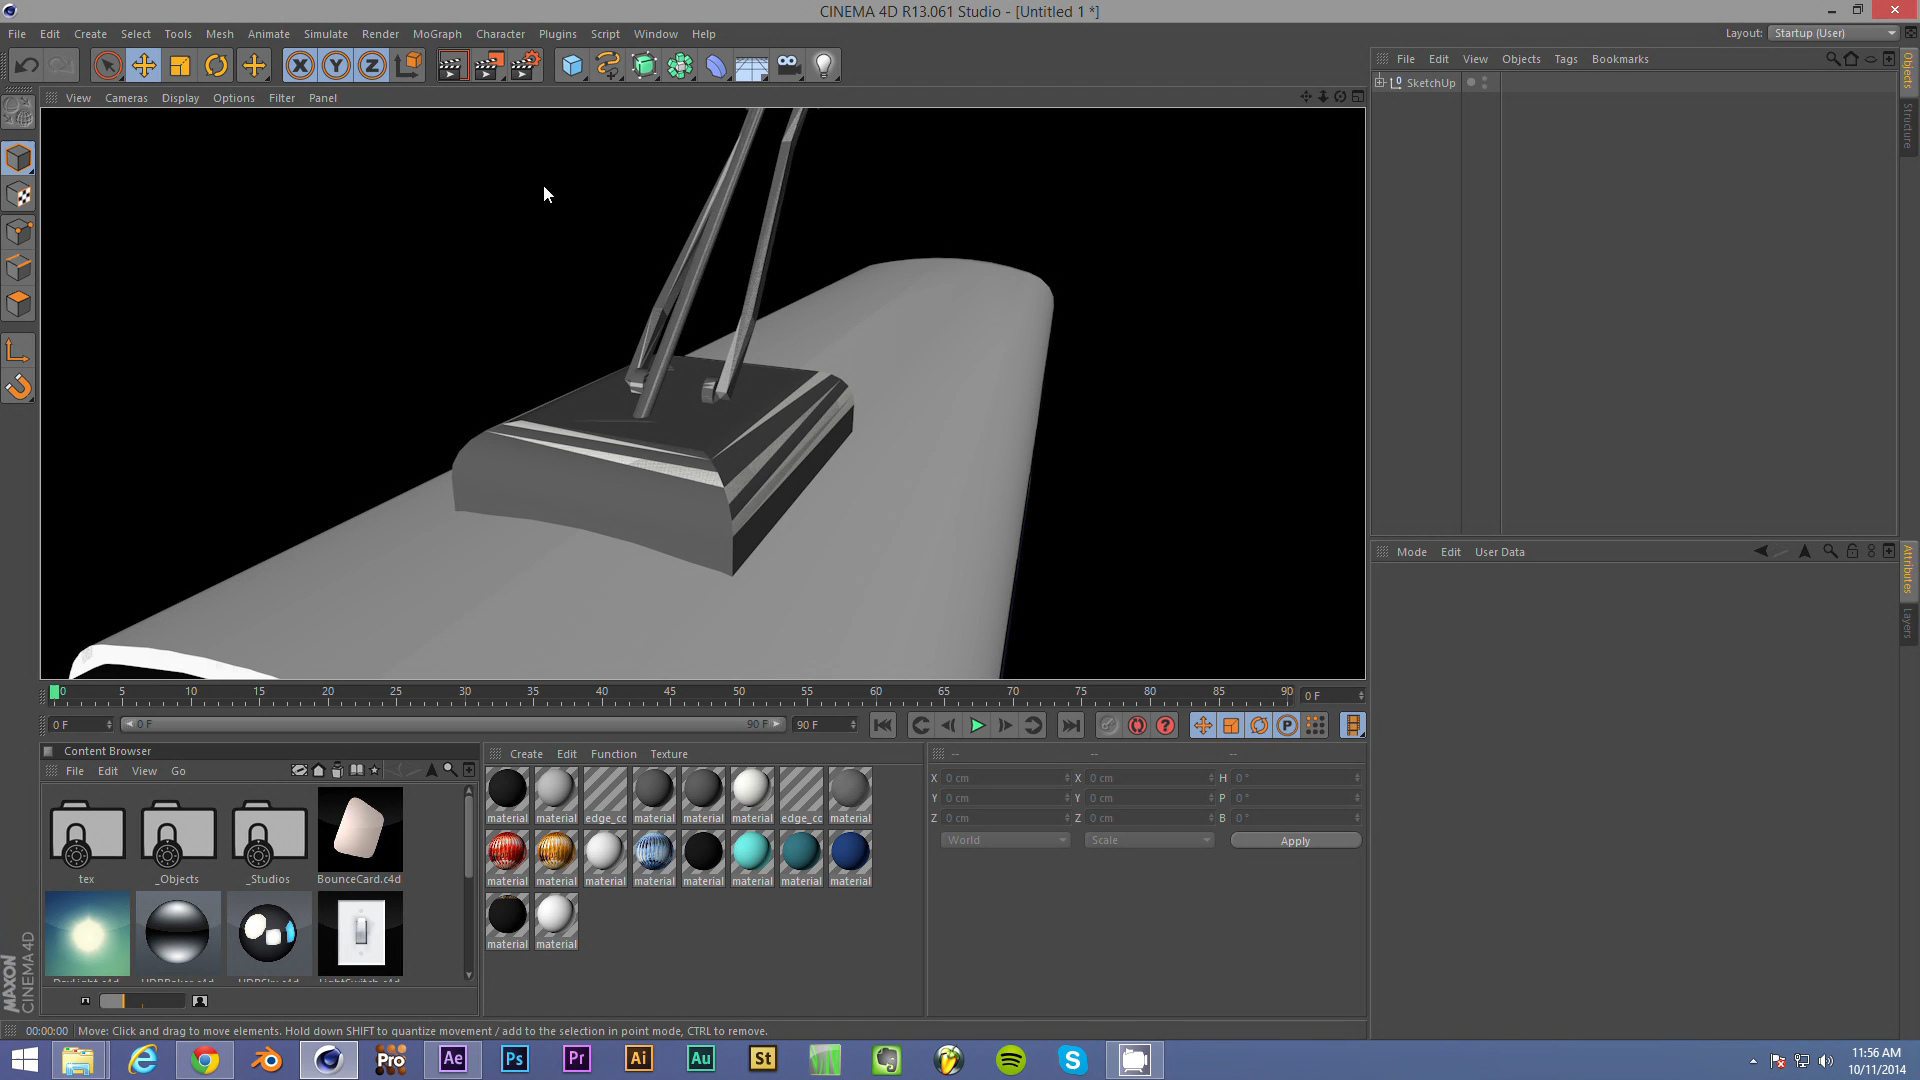 CINEMA 4D R13.061 Studio - [Untitled 1 *]
File Edit Create Select Tools Mesh Animate Simulate Render MoGraph Character Plugins Script Window Help
Layout: Startup (User)
View Cameras Display Options Filter Panel
File Edit View Objects Tags Bookmarks
SketchUp
Objects
Structure
Mode Edit User Data
Attributes
Layers
0 5 10 15 20 25 30 35 40 45 50 55 60 65 70 75 80 85 90 0 F
0 F 0 F 90 F 90 F
Content Browser
File Edit View Go
tex _Objects _Studios BounceCard.c4d
Create Edit Function Texture
material material edge_cc material material material edge_cc material
material material material material material material material material
material material
-- -- --
X 0 cm X 0 cm H 0 °
Y 0 cm Y 0 cm P 0 °
Z 0 cm Z 0 cm B 0 °
World Scale Apply
MAXON
CINEMA 4D
00:00:00 Move: Click and drag to move elements. Hold down SHIFT to quantize movement / add to the selection in point mode, CTRL to remove.
Pro Ae Ps Pr Ai Au St
11:56 AM
10/11/2014